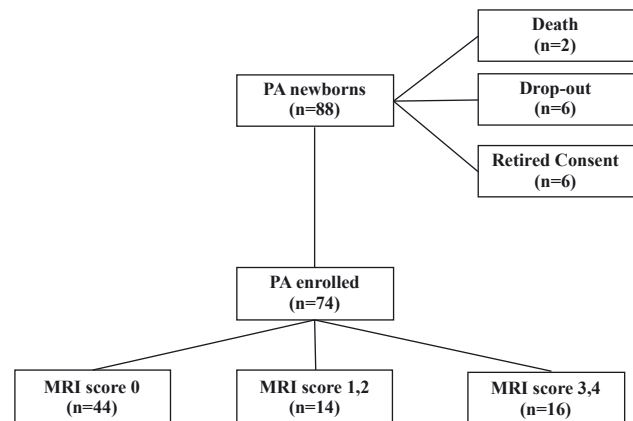 Death
(n=2)
PA newborns
(n=88)
Drop-out
(n=6)
Retired Consent
(n=6)
PA enrolled
(n=74)
MRI score 0
(n=44)
MRI score 1,2
(n=14)
MRI score 3,4
(n=16)